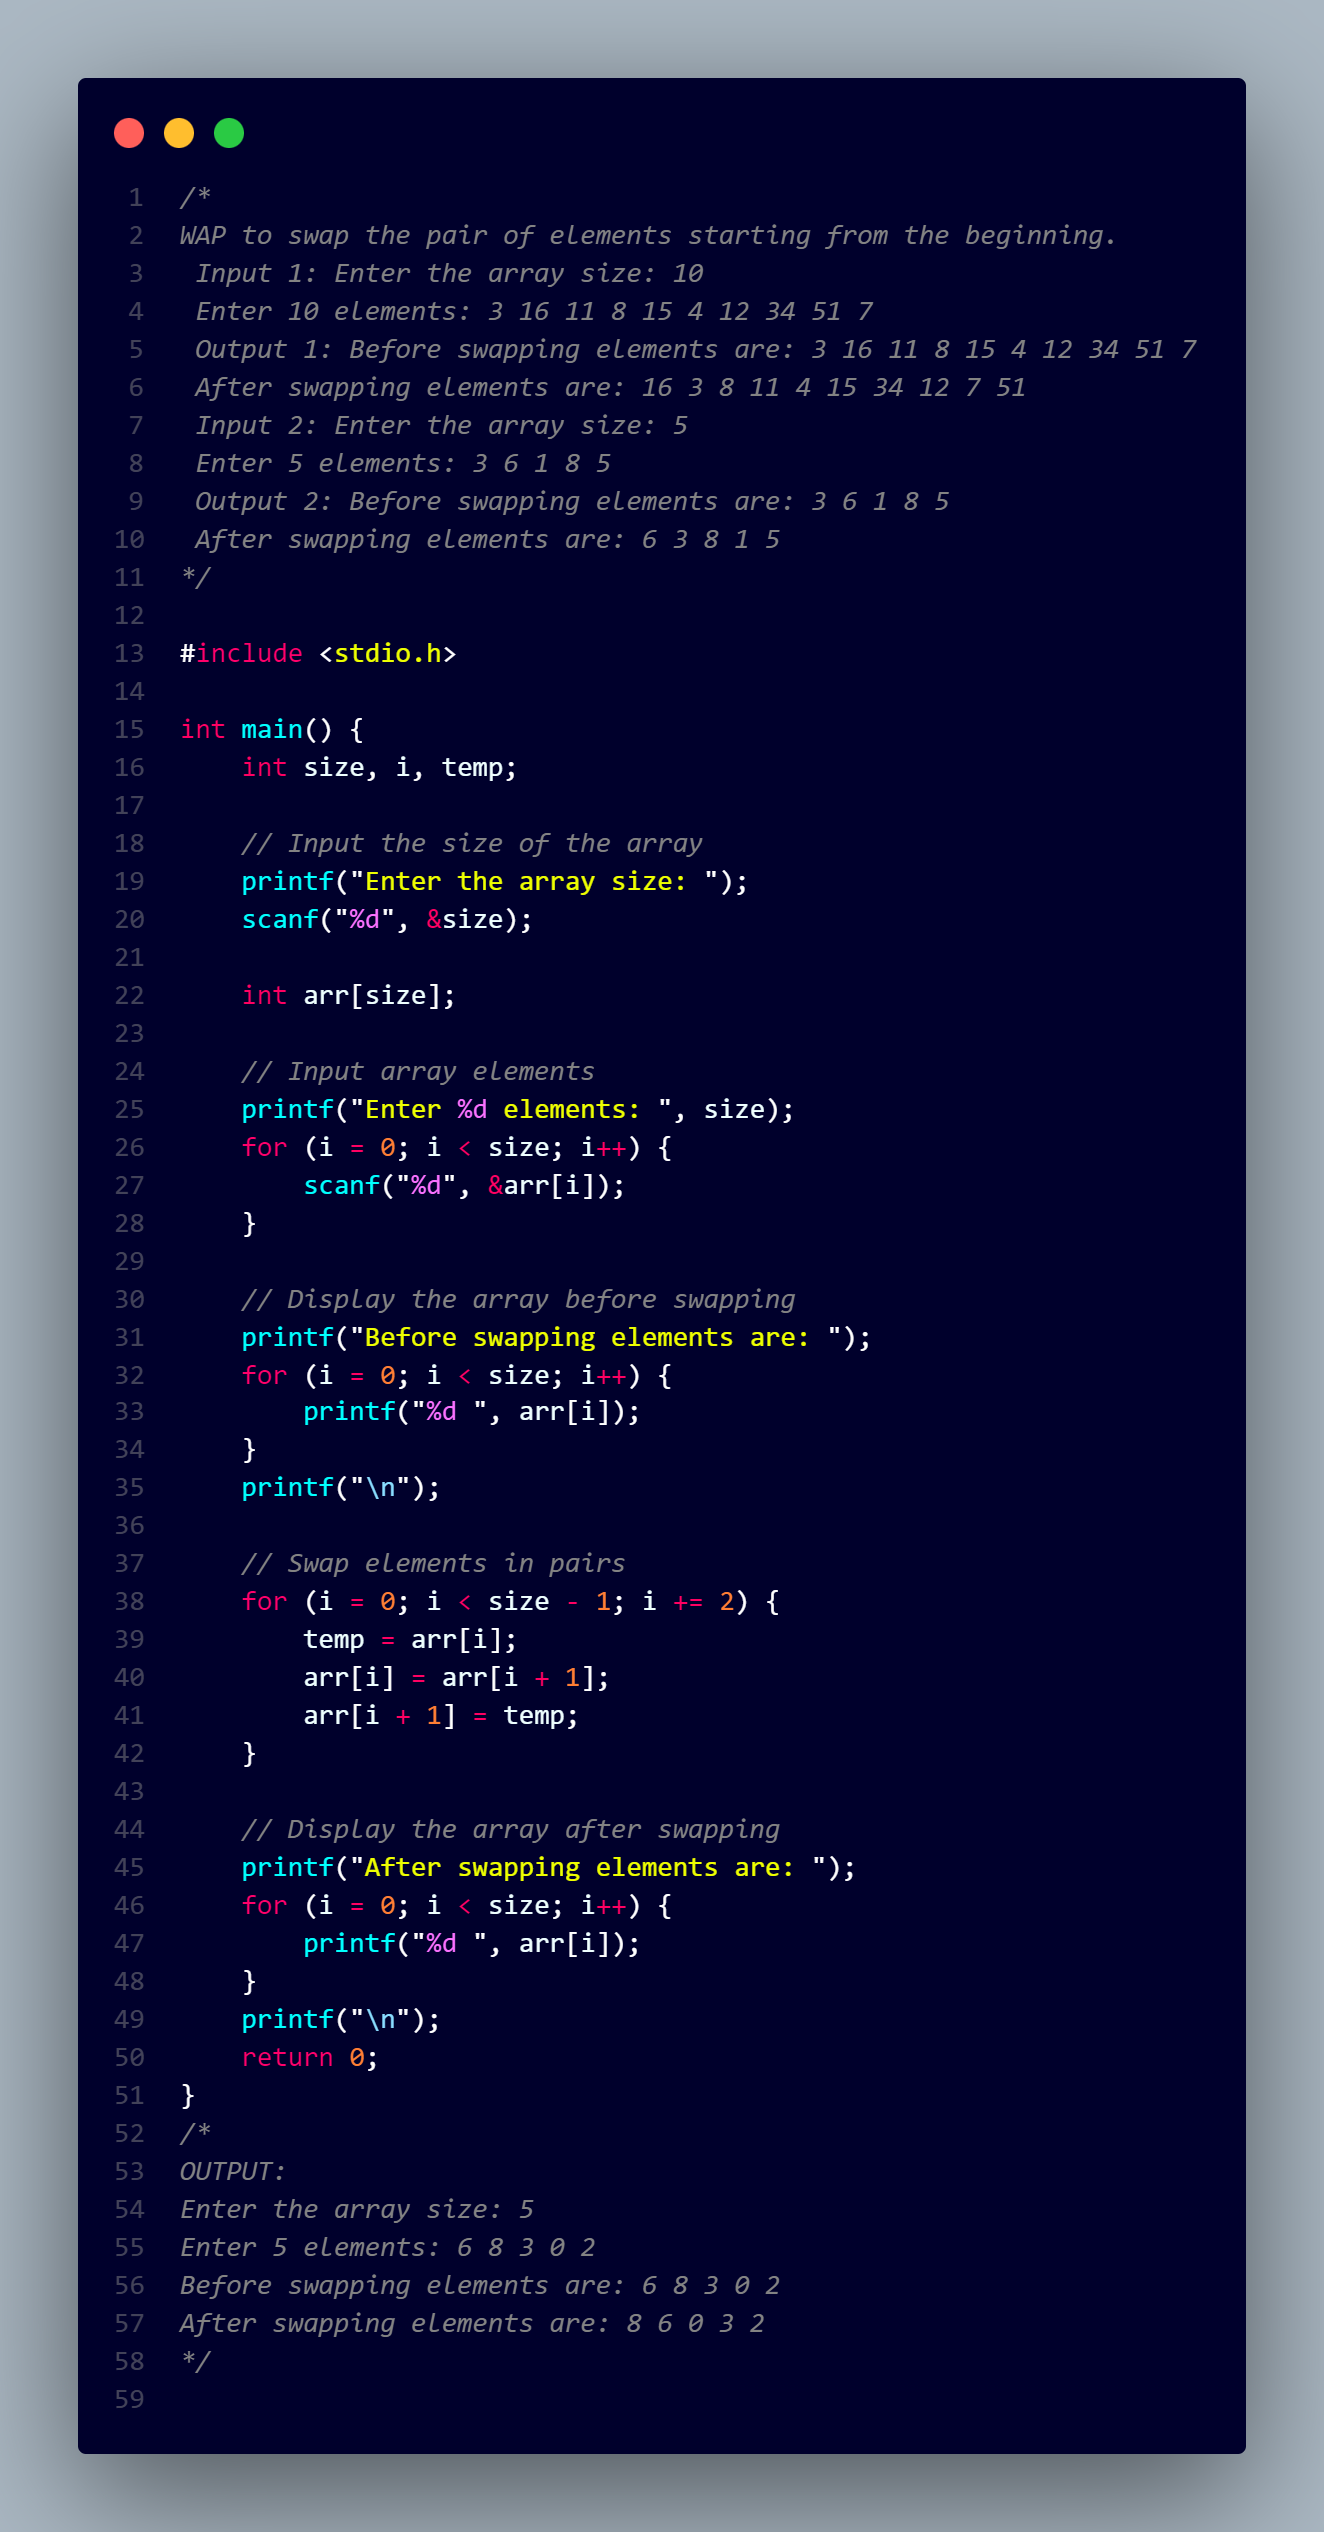 1 /*
2 WAP to swap the pair of elements starting from the beginning.
3  Input 1: Enter the array size: 10
4  Enter 10 elements: 3 16 11 8 15 4 12 34 51 7
5  Output 1: Before swapping elements are: 3 16 11 8 15 4 12 34 51 7
6  After swapping elements are: 16 3 8 11 4 15 34 12 7 51
7  Input 2: Enter the array size: 5
8  Enter 5 elements: 3 6 1 8 5
9  Output 2: Before swapping elements are: 3 6 1 8 5
10  After swapping elements are: 6 3 8 1 5
11 */
12
13 #include <stdio.h>
14
15 int main() {
16     int size, i, temp;
17
18     // Input the size of the array
19     printf("Enter the array size: ");
20     scanf("%d", &size);
21
22     int arr[size];
23
24     // Input array elements
25     printf("Enter %d elements: ", size);
26     for (i = 0; i < size; i++) {
27         scanf("%d", &arr[i]);
28     }
29
30     // Display the array before swapping
31     printf("Before swapping elements are: ");
32     for (i = 0; i < size; i++) {
33         printf("%d ", arr[i]);
34     }
35     printf("\n");
36
37     // Swap elements in pairs
38     for (i = 0; i < size - 1; i += 2) {
39         temp = arr[i];
40         arr[i] = arr[i + 1];
41         arr[i + 1] = temp;
42     }
43
44     // Display the array after swapping
45     printf("After swapping elements are: ");
46     for (i = 0; i < size; i++) {
47         printf("%d ", arr[i]);
48     }
49     printf("\n");
50     return 0;
51 }
52 /*
53 OUTPUT:
54 Enter the array size: 5
55 Enter 5 elements: 6 8 3 0 2
56 Before swapping elements are: 6 8 3 0 2
57 After swapping elements are: 8 6 0 3 2
58 */
59